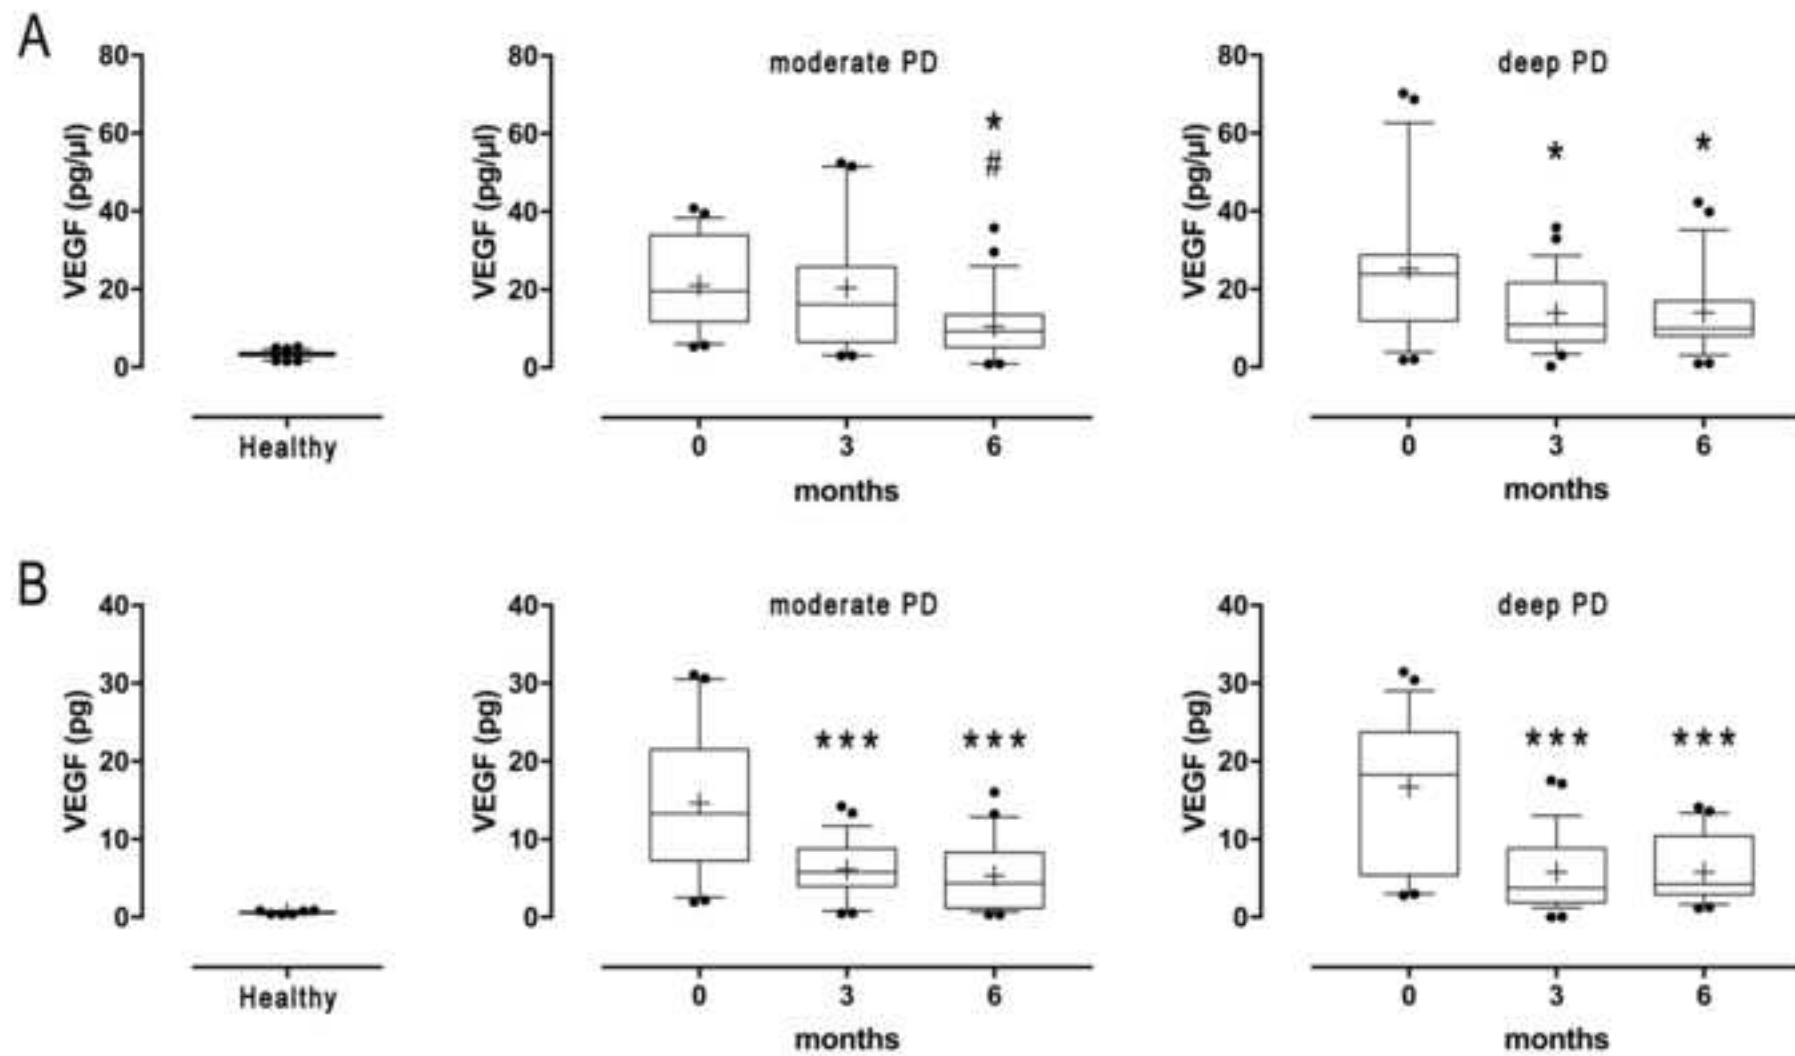 A
moderate PD
deep PD
VEGF (pg/µl)
80
60
40
20
0
Healthy
VEGF (pg/µl)
80
60
40
20
0
*
#
0 3 6
months
VEGF (pg/µl)
80
60
40
20
0
* *
0 3 6
months
B
moderate PD
deep PD
VEGF (pg)
40
30
20
10
0
Healthy
VEGF (pg)
40
30
20
10
0
*** ***
0 3 6
months
VEGF (pg)
40
30
20
10
0
*** ***
0 3 6
months